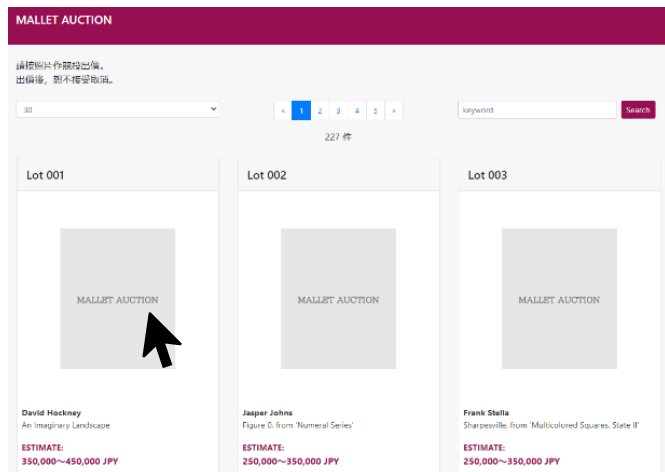 MALLET AUCTION
請按照片作競投出價。
出價後，恕不接受取消。
« 1 2 3 4 5 »
keyword
Search
227 件
Lot 001
Lot 002
Lot 003
MALLET AUCTION
MALLET AUCTION
MALLET AUCTION
David Hockney
An Imaginary Landscape
ESTIMATE:
350,000～450,000 JPY
Jasper Johns
Figure 0, from 'Numeral Series'
ESTIMATE:
250,000～350,000 JPY
Frank Stella
Sharpesville, from 'Multicolored Squares, State II'
ESTIMATE:
250,000～350,000 JPY